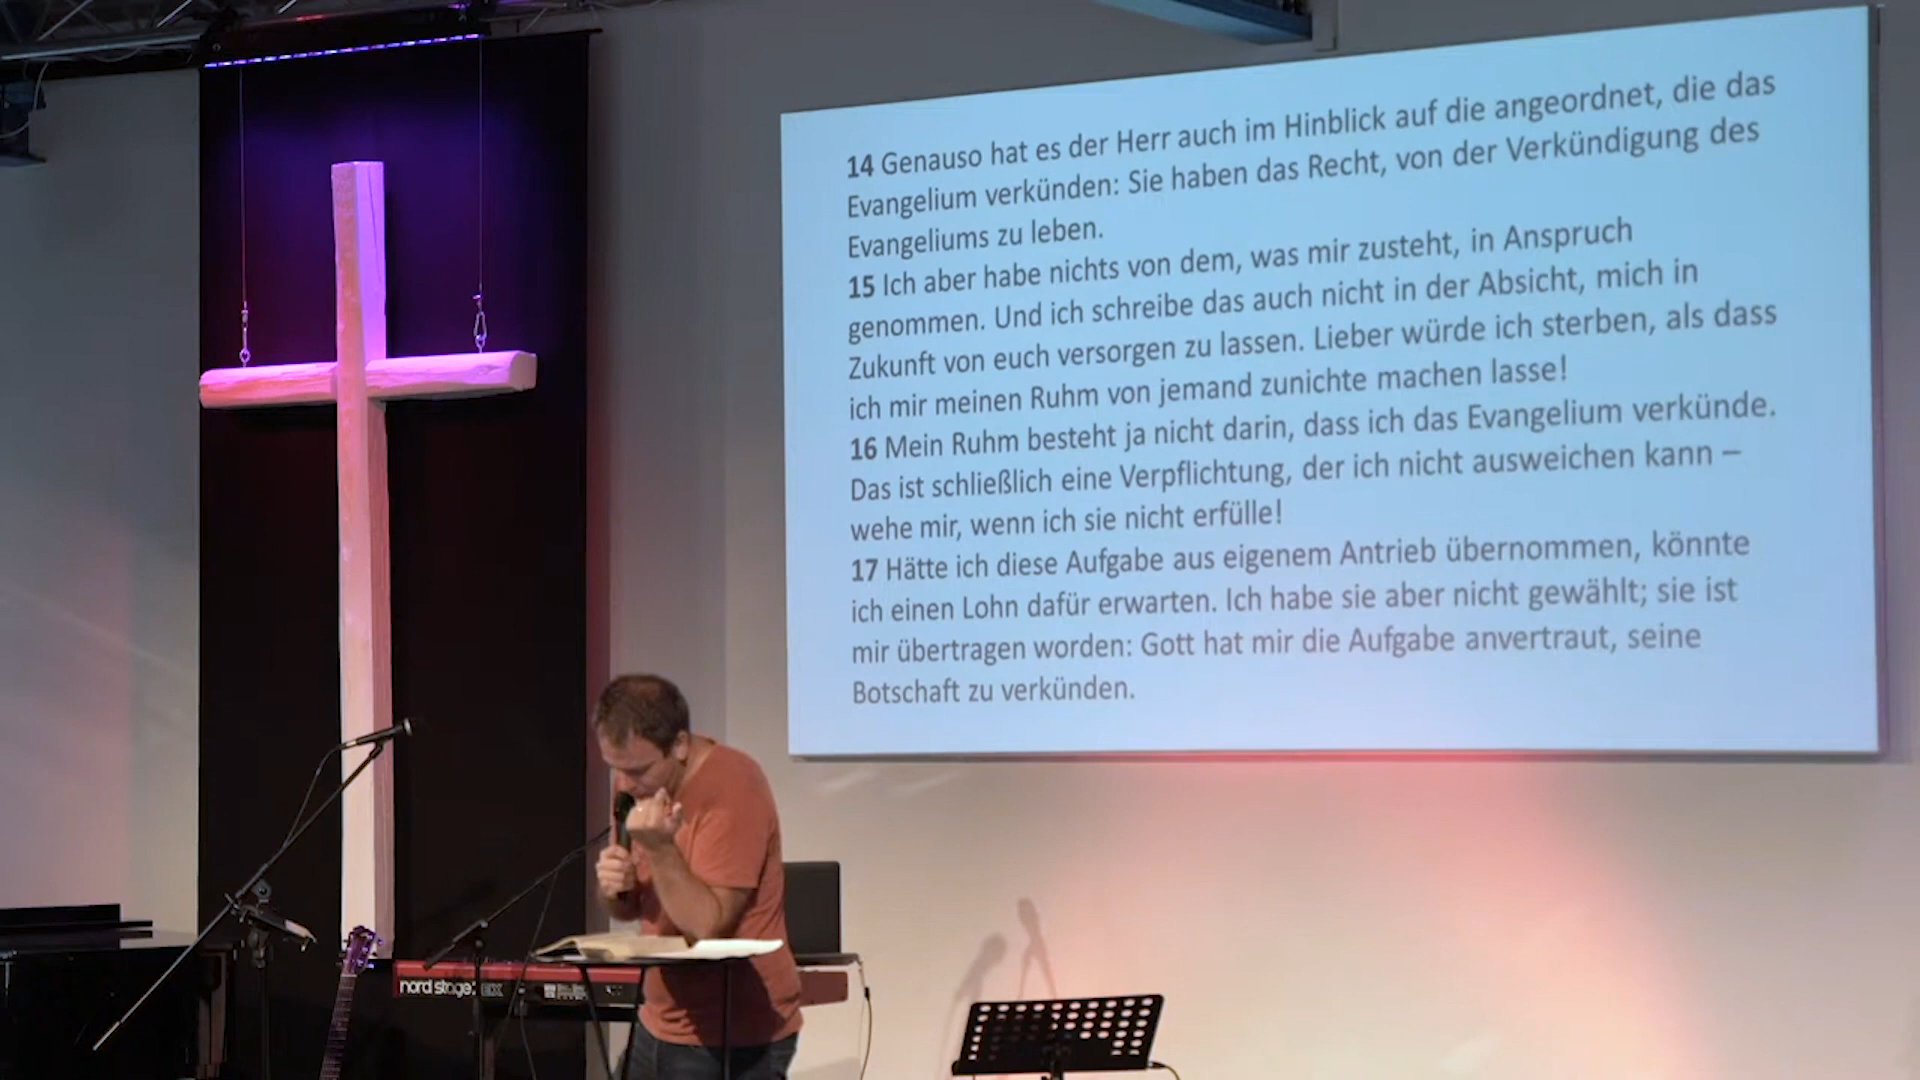 14 Genauso hat es der Herr auch im Hinblick auf die angeordnet, die das
Evangelium verkünden: Sie haben das Recht, von der Verkündigung des
Evangeliums zu leben.
15 Ich aber habe nichts von dem, was mir zusteht, in Anspruch
genommen. Und ich schreibe das auch nicht in der Absicht, mich in
Zukunft von euch versorgen zu lassen. Lieber würde ich sterben, als dass
ich mir meinen Ruhm von jemand zunichte machen lasse!
16 Mein Ruhm besteht ja nicht darin, dass ich das Evangelium verkünde.
Das ist schließlich eine Verpflichtung, der ich nicht ausweichen kann –
wehe mir, wenn ich sie nicht erfülle!
17 Hätte ich diese Aufgabe aus eigenem Antrieb übernommen, könnte
ich einen Lohn dafür erwarten. Ich habe sie aber nicht gewählt; sie ist
mir übertragen worden: Gott hat mir die Aufgabe anvertraut, seine
Botschaft zu verkünden.
nord stage EX